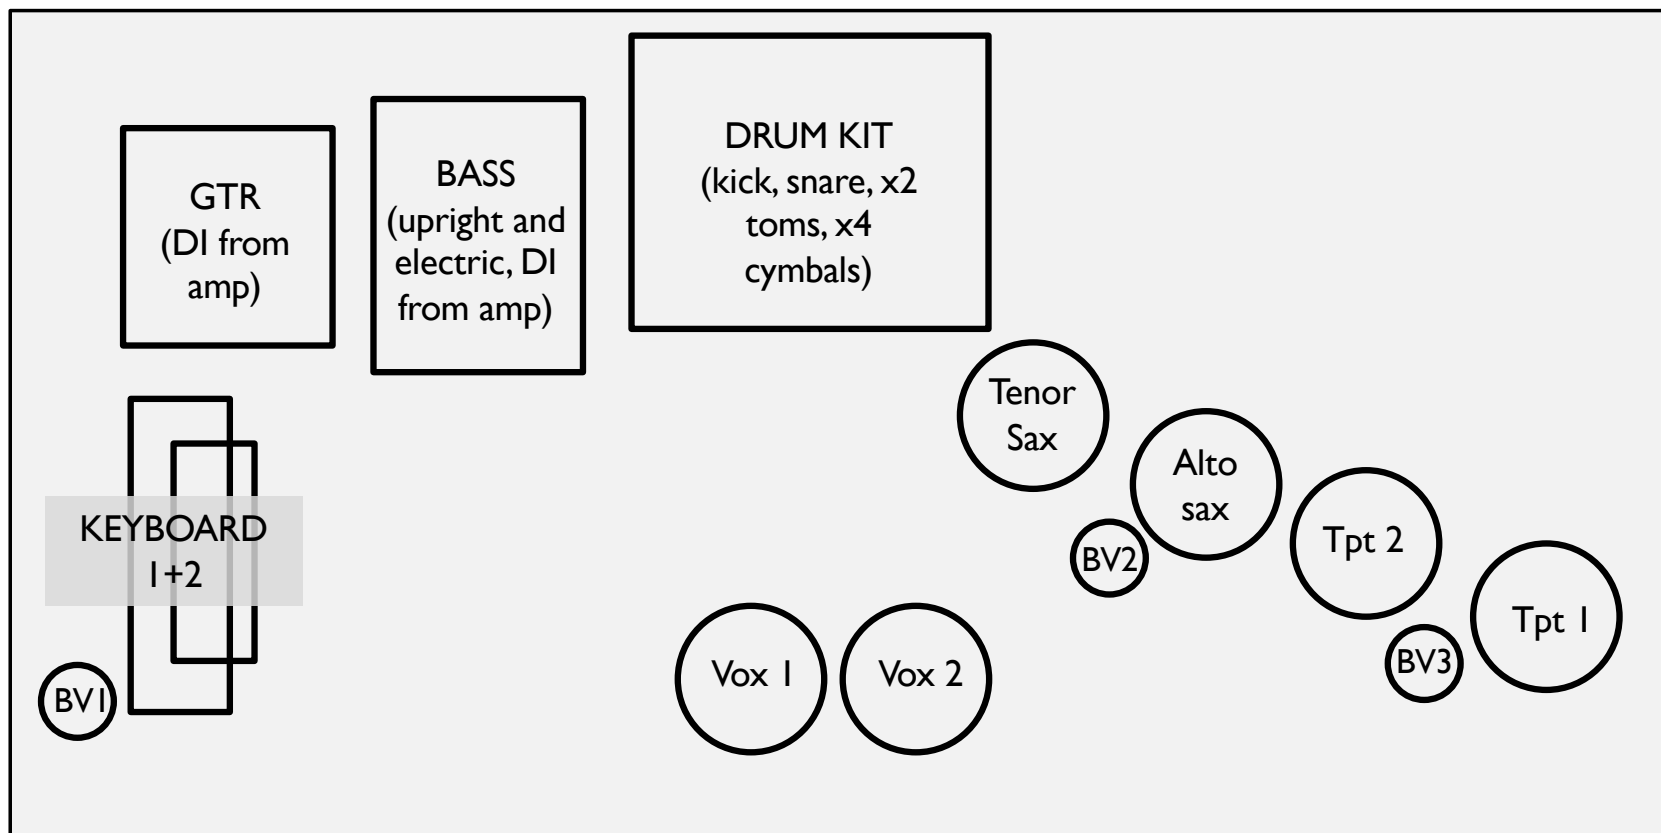 GTR
(DI from
amp)
BASS
(upright and
electric, DI
from amp)
DRUM KIT
(kick, snare, x2
toms, x4
cymbals)
Tenor
Sax
Alto
sax
Tpt 2
Tpt 1
KEYBOARD
1+2
BV1
BV2
BV3
Vox 1
Vox 2